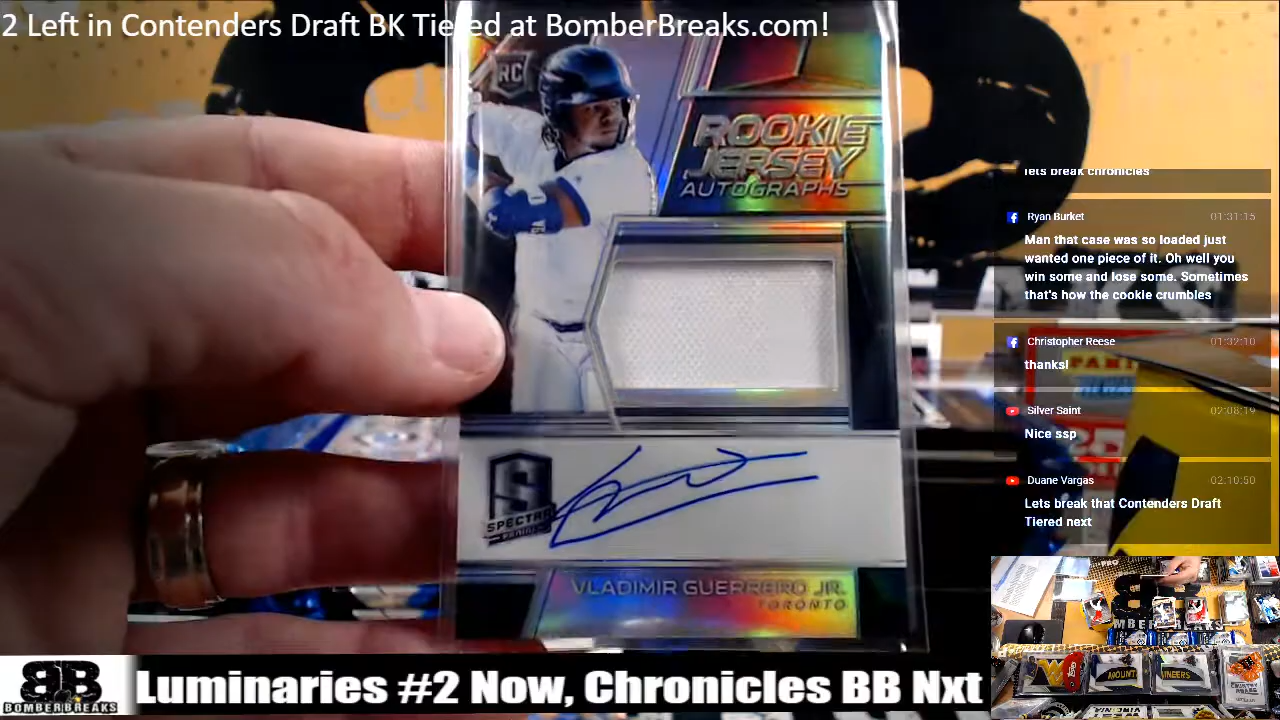 2 Left in Contenders Draft BK Tiered at BomberBreaks.com!
RC
ROOKIE
JERSEY
AUTOGRAPHS
SPECTRA
PANINI
VLADIMIR GUERRERO JR.
TORONTO
lets break chronicles
Ryan Burket 01:31:15
Man that case was so loaded just
wanted one piece of it. Oh well you
win some and lose some. Sometimes
that's how the cookie crumbles
Christopher Reese 01:32:10
thanks!
Silver Saint 02:08:19
Nice ssp
Duane Vargas 02:10:50
Lets break that Contenders Draft
Tiered next
BB
BOMBERBREAKS
Luminaries #2 Now, Chronicles BB Nxt